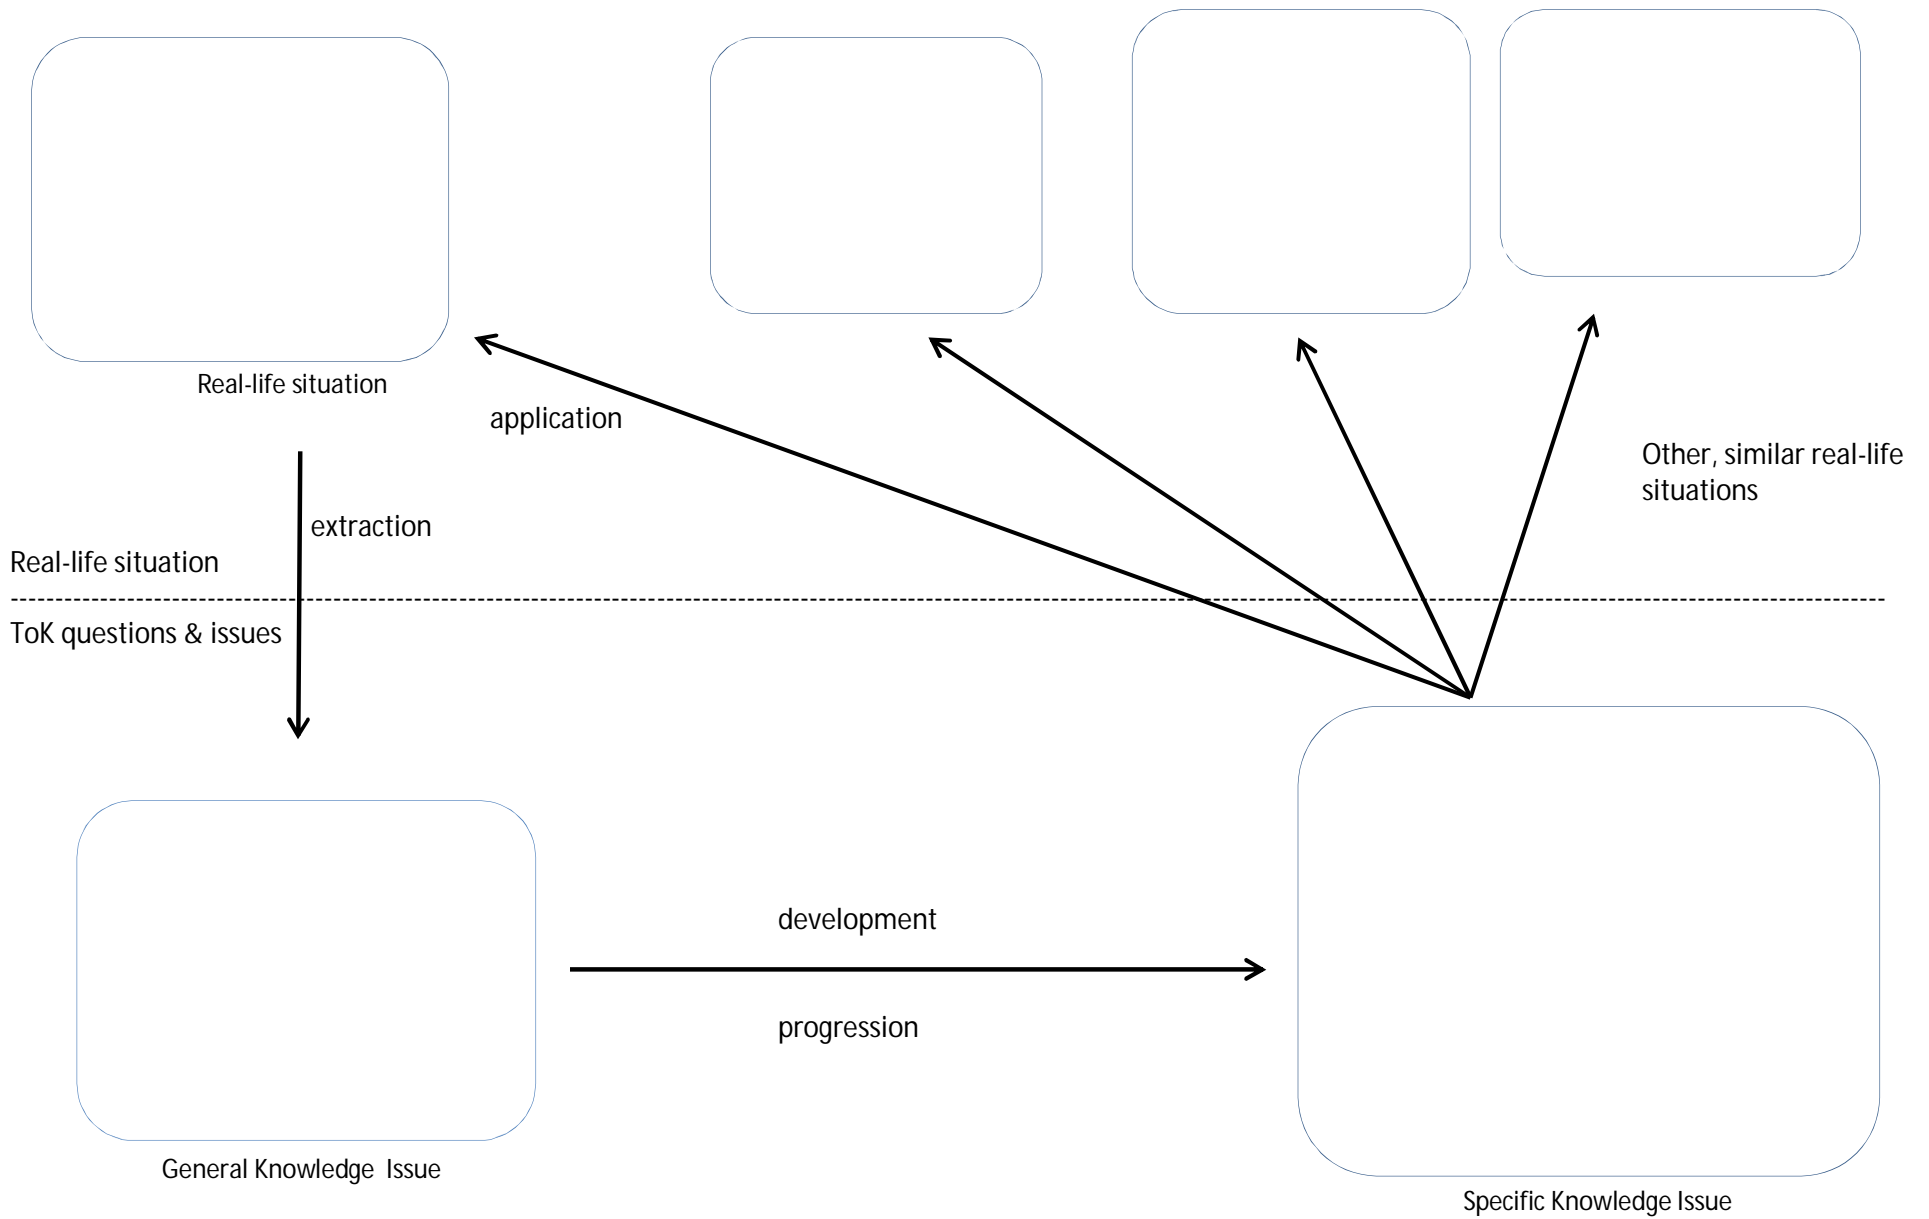 Real-life situation
application
Other, similar real-life
situations
extraction
Real-life situation
ToK questions & issues
development
progression
General Knowledge Issue
Specific Knowledge Issue